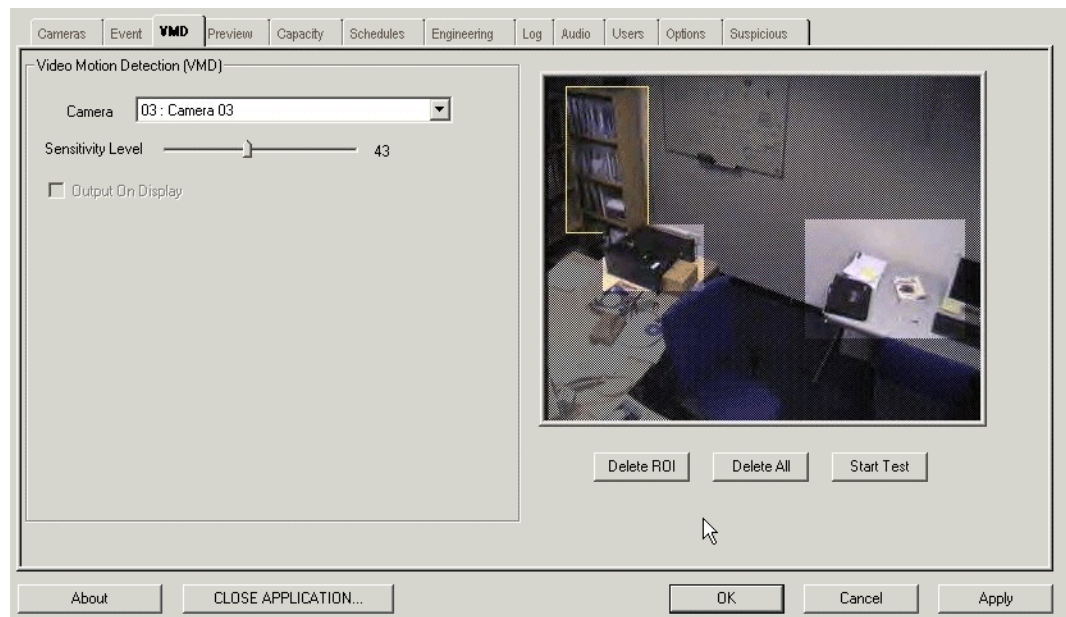 Cameras Event VMD Preview Capacity Schedules Engineering Log Audio Users Options Suspicious
Video Motion Detection (VMD)
Camera 03 : Camera 03
Sensitivity Level 43
Output On Display
Delete ROI Delete All Start Test
About CLOSE APPLICATION... OK Cancel Apply